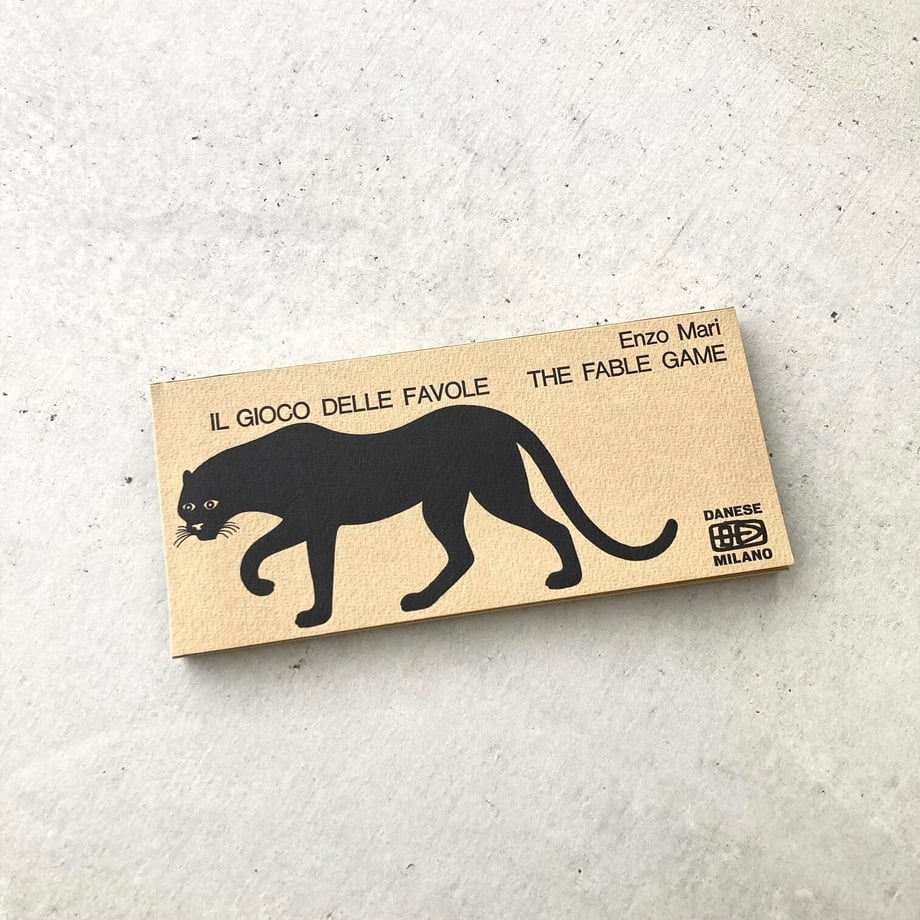 Enzo Mari
IL GIOCO DELLE FAVOLE THE FABLE GAME
DANESE
MILANO